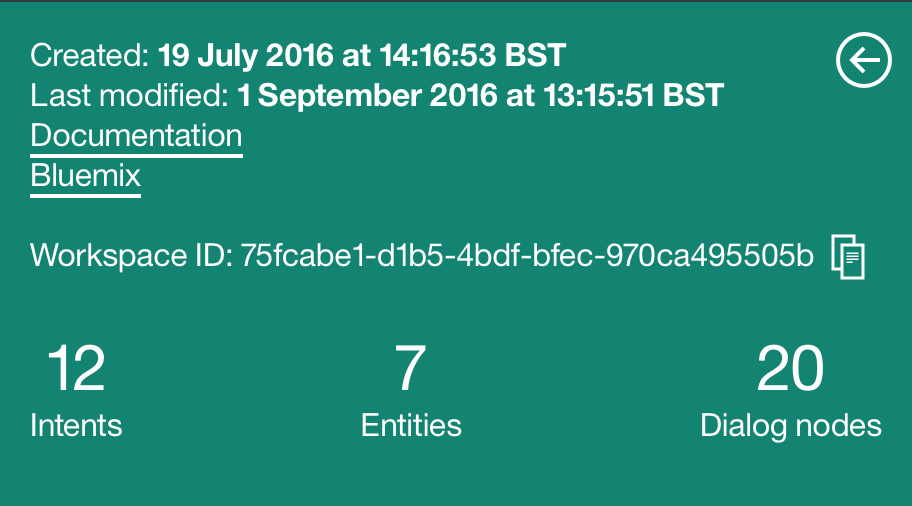 Created: 19 July 2016 at 14:16:53 BST
Last modified: 1 September 2016 at 13:15:51 BST
Documentation
Bluemix
Workspace ID: 75fcabe1-d1b5-4bdf-bfec-970ca495505b
12 7 20
Intents Entities Dialog nodes